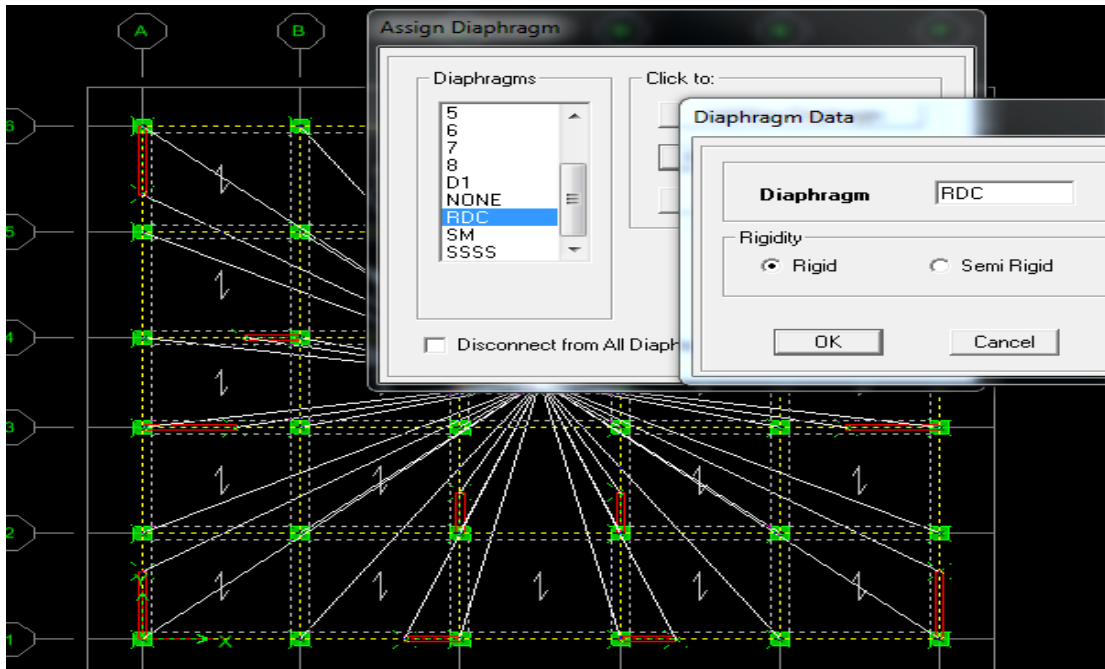 A
B
Assign Diaphragm
Diaphragms
5
6
7
8
D1
NONE
RDC
SM
SSSS
Click to:
Disconnect from All Diaph
Diaphragm Data
Diaphragm RDC
Rigidity
Rigid Semi Rigid
OK Cancel
6
5
4
3
2
1
X